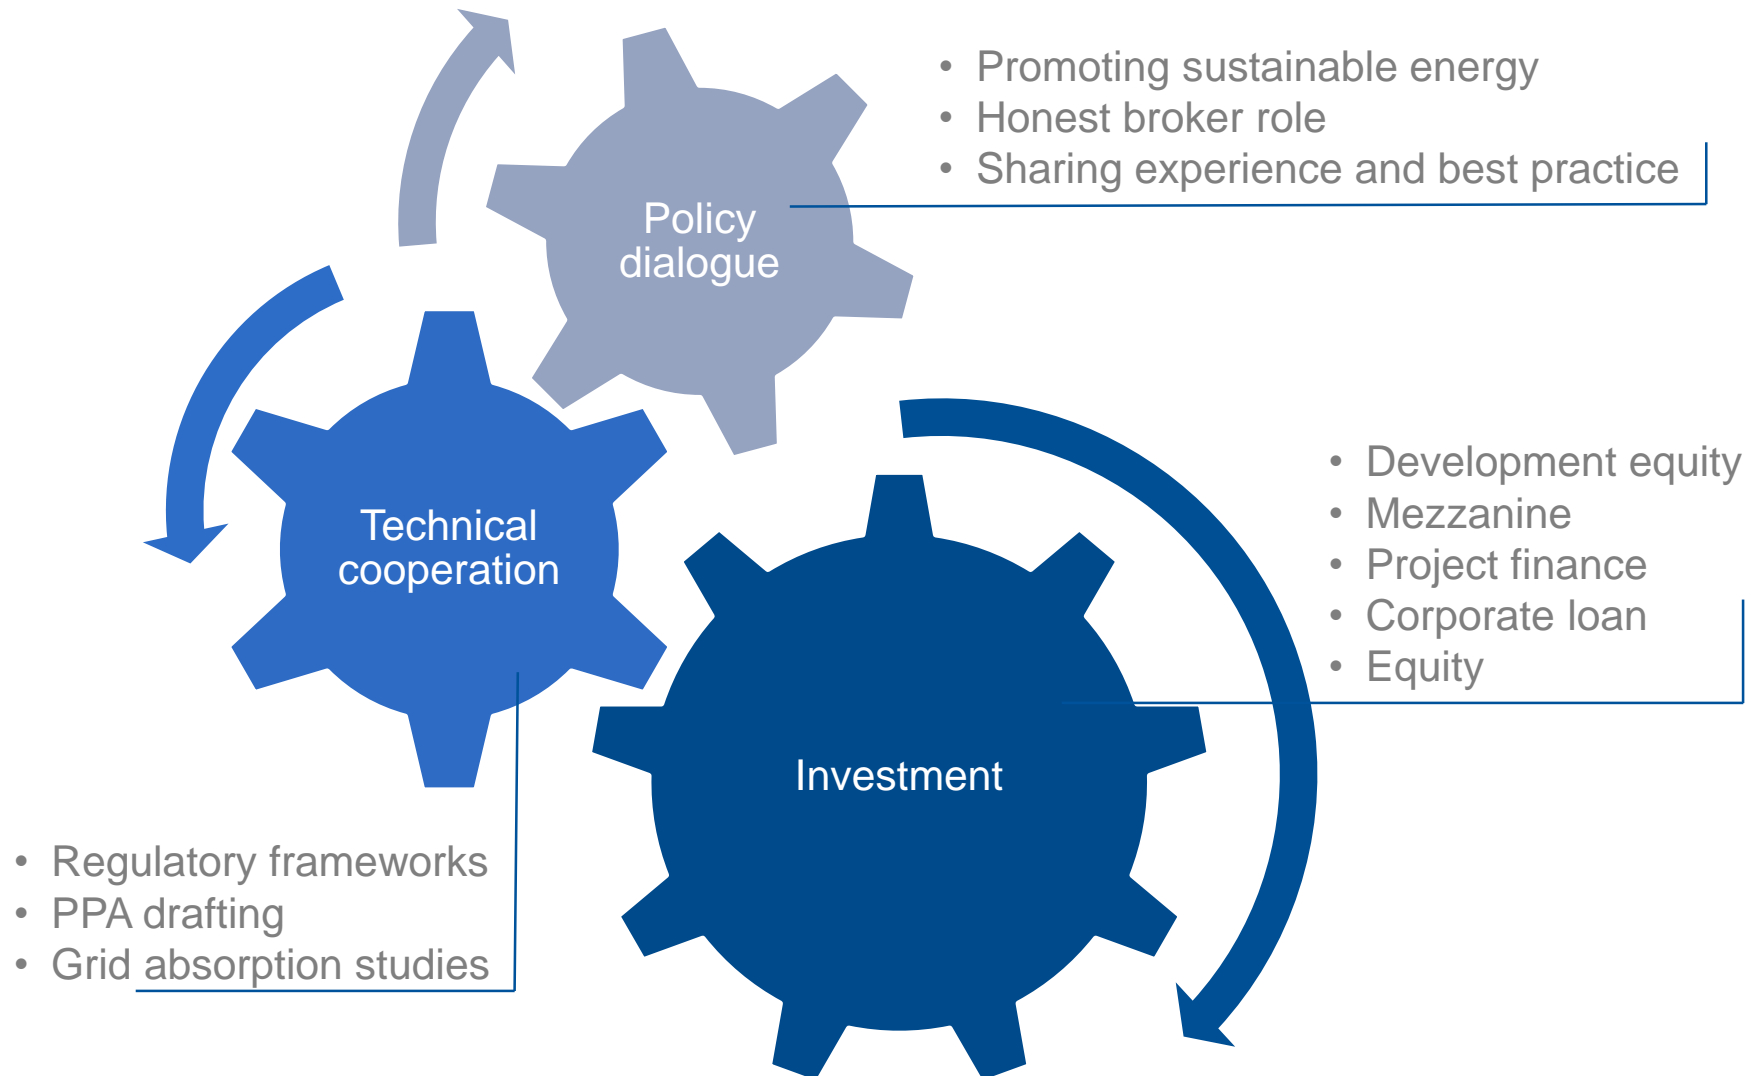 • Promoting sustainable energy
• Honest broker role
• Sharing experience and best practice
Policy
dialogue
• Development equity
• Mezzanine
• Project finance
• Corporate loan
• Equity
Technical
cooperation
Investment
• Regulatory frameworks
• PPA drafting
• Grid absorption studies